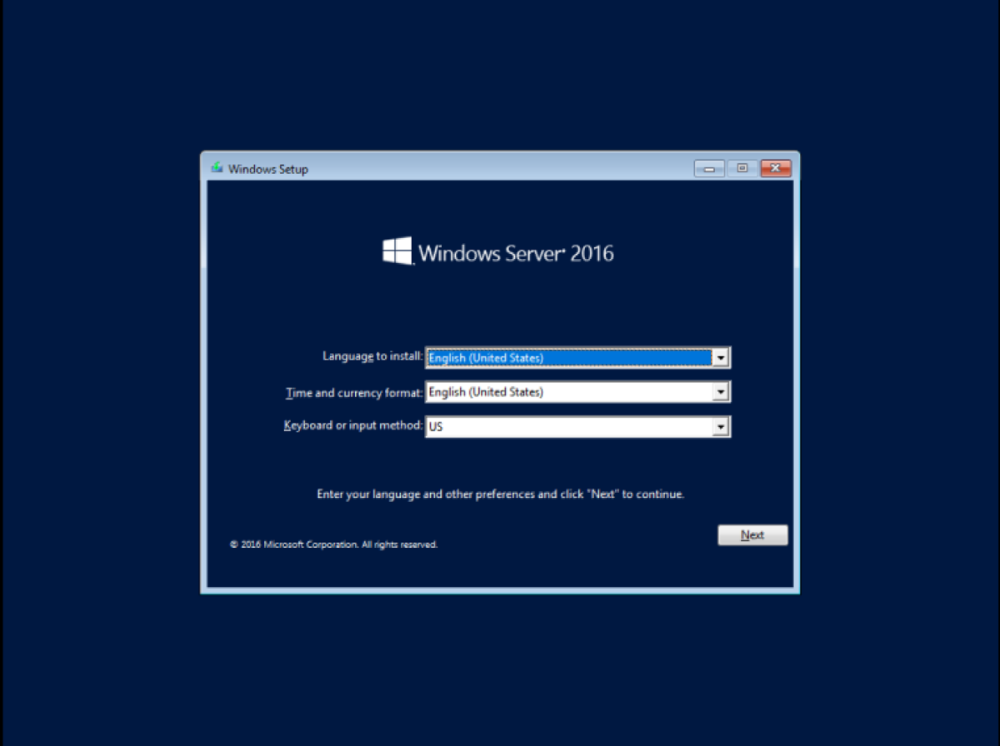 Windows Setup
Windows Server® 2016
Language to install: English (United States)
Time and currency format: English (United States)
Keyboard or input method: US
Enter your language and other preferences and click "Next" to continue.
Next
© 2016 Microsoft Corporation. All rights reserved.